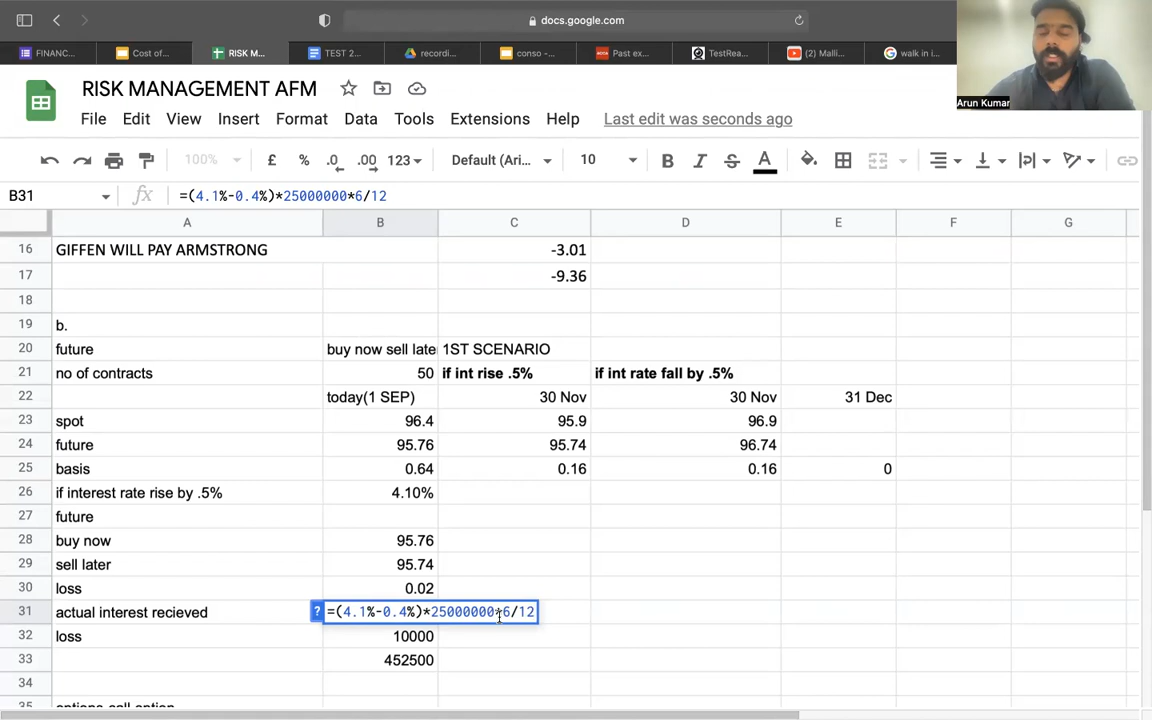 docs.google.com
FINANC...
Cost of...
RISK M...
TEST 2...
recordi...
conso -...
ACCA
Past ex...
TestRea...
Malli...
walk in i...
Arun Kumar
RISK MANAGEMENT AFM
File Edit View Insert Format Data Tools Extensions Help Last edit was seconds ago
100% £ % .0 .00 123 Default (Ari... 10 B I S A
B31 fx =(4.1%-0.4%)*25000000*6/12
A B C D E F G
16 GIFFEN WILL PAY ARMSTRONG -3.01
17 -9.36
18
19 b.
20 future buy now sell late 1ST SCENARIO
21 no of contracts 50 if int rise .5% if int rate fall by .5%
22 today(1 SEP) 30 Nov 30 Nov 31 Dec
23 spot 96.4 95.9 96.9
24 future 95.76 95.74 96.74
25 basis 0.64 0.16 0.16 0
26 if interest rate rise by .5% 4.10%
27 future
28 buy now 95.76
29 sell later 95.74
30 loss 0.02
31 actual interest recieved ? =(4.1%-0.4%)*25000000*6/12
32 loss 10000
33 452500
34
35 options call option